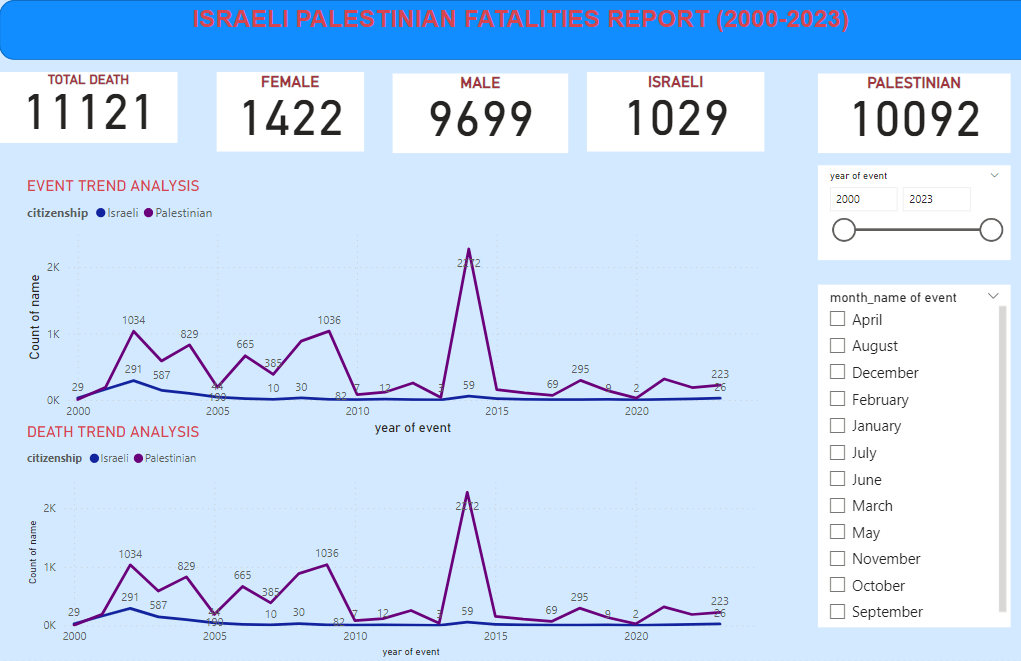 ISRAELI PALESTINIAN FATALITIES REPORT (2000-2023)
TOTAL DEATH
11121
FEMALE
1422
MALE
9699
ISRAELI
1029
PALESTINIAN
10092
year of event
2000 2023
month_name of event
April
August
December
February
January
July
June
March
May
November
October
September
EVENT TREND ANALYSIS
citizenship Israeli Palestinian
Count of name
2K
1K
0K
29
1034
291
587
829
44
190
665
385
10
30
1036
82
7
12
3
2272
59
69
295
9
2
223
26
2000 2005 2010 2015 2020
year of event
DEATH TREND ANALYSIS
citizenship Israeli Palestinian
Count of name
2K
1K
0K
29
1034
291
587
829
44
190
665
385
10
30
1036
82
7
12
3
2272
59
69
295
9
2
223
26
2000 2005 2010 2015 2020
year of event